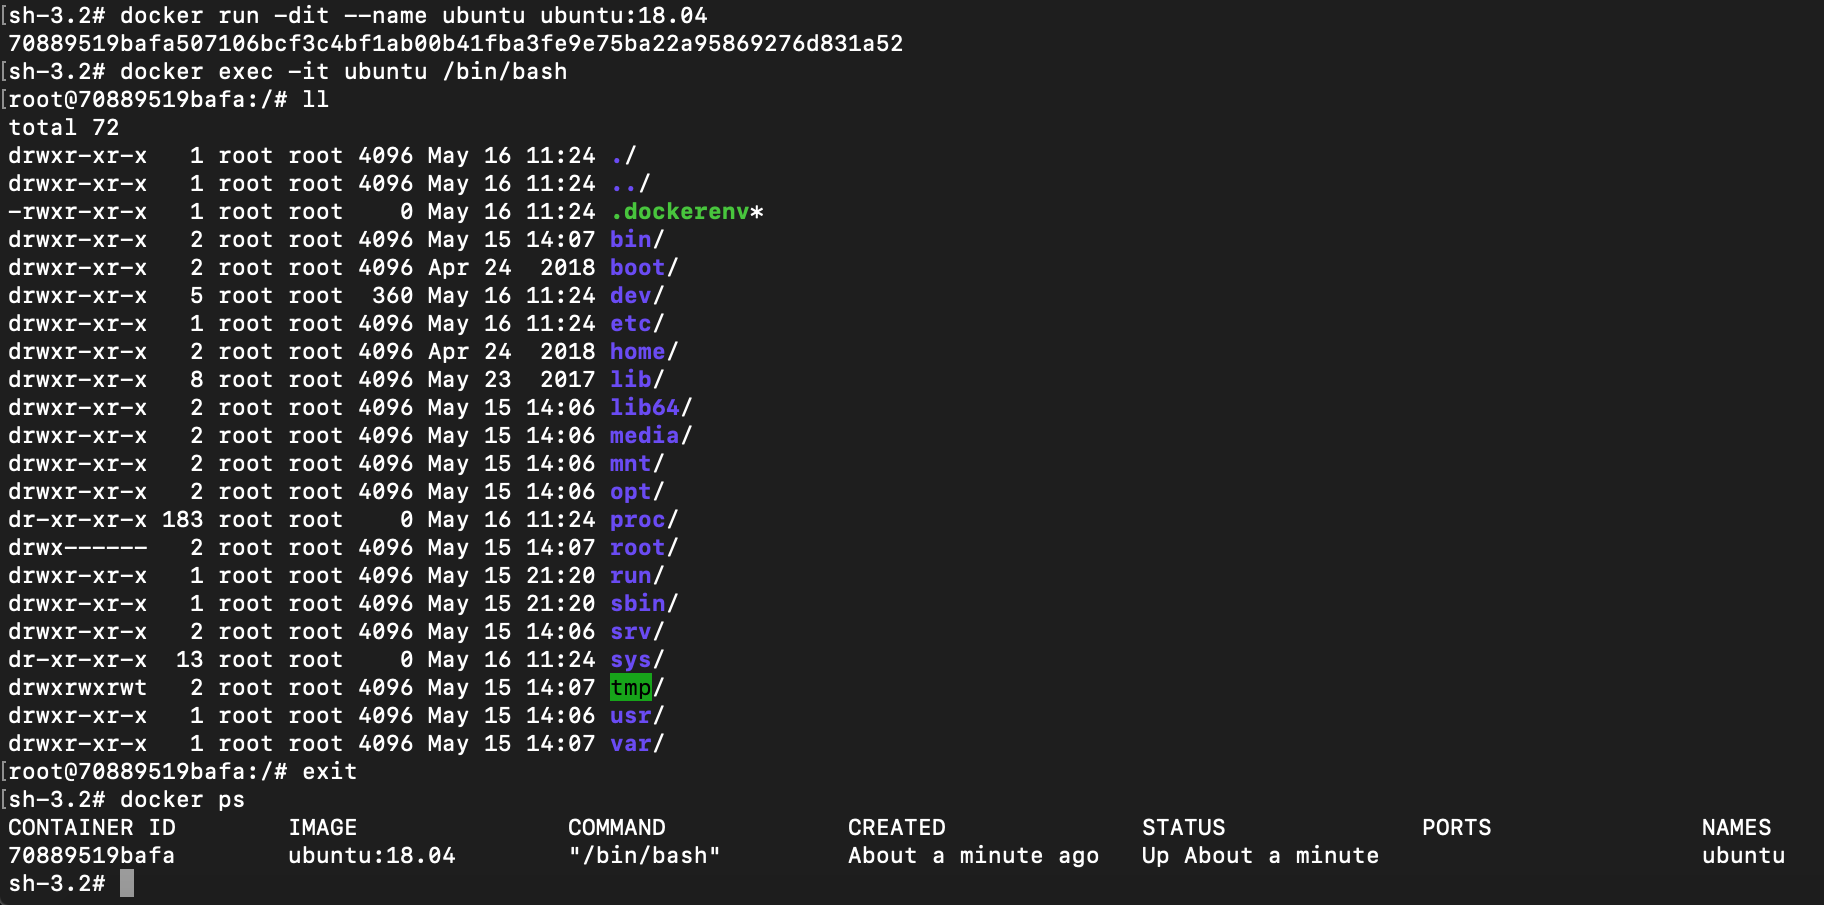 [sh-3.2# docker run -dit --name ubuntu ubuntu:18.04
70889519bafa507106bcf3c4bf1ab00b41fba3fe9e75ba22a95869276d831a52
[sh-3.2# docker exec -it ubuntu /bin/bash
[root@70889519bafa:/# ll
total 72
drwxr-xr-x   1 root root 4096 May 16 11:24 ./
drwxr-xr-x   1 root root 4096 May 16 11:24 ../
-rwxr-xr-x   1 root root    0 May 16 11:24 .dockerenv*
drwxr-xr-x   2 root root 4096 May 15 14:07 bin/
drwxr-xr-x   2 root root 4096 Apr 24  2018 boot/
drwxr-xr-x   5 root root  360 May 16 11:24 dev/
drwxr-xr-x   1 root root 4096 May 16 11:24 etc/
drwxr-xr-x   2 root root 4096 Apr 24  2018 home/
drwxr-xr-x   8 root root 4096 May 23  2017 lib/
drwxr-xr-x   2 root root 4096 May 15 14:06 lib64/
drwxr-xr-x   2 root root 4096 May 15 14:06 media/
drwxr-xr-x   2 root root 4096 May 15 14:06 mnt/
drwxr-xr-x   2 root root 4096 May 15 14:06 opt/
dr-xr-xr-x 183 root root    0 May 16 11:24 proc/
drwx------   2 root root 4096 May 15 14:07 root/
drwxr-xr-x   1 root root 4096 May 15 21:20 run/
drwxr-xr-x   1 root root 4096 May 15 21:20 sbin/
drwxr-xr-x   2 root root 4096 May 15 14:06 srv/
dr-xr-xr-x  13 root root    0 May 16 11:24 sys/
drwxrwxrwt   2 root root 4096 May 15 14:07 tmp/
drwxr-xr-x   1 root root 4096 May 15 14:06 usr/
drwxr-xr-x   1 root root 4096 May 15 14:07 var/
[root@70889519bafa:/# exit
[sh-3.2# docker ps
CONTAINER ID        IMAGE               COMMAND             CREATED              STATUS              PORTS               NAMES
70889519bafa        ubuntu:18.04        "/bin/bash"         About a minute ago   Up About a minute                       ubuntu
sh-3.2#